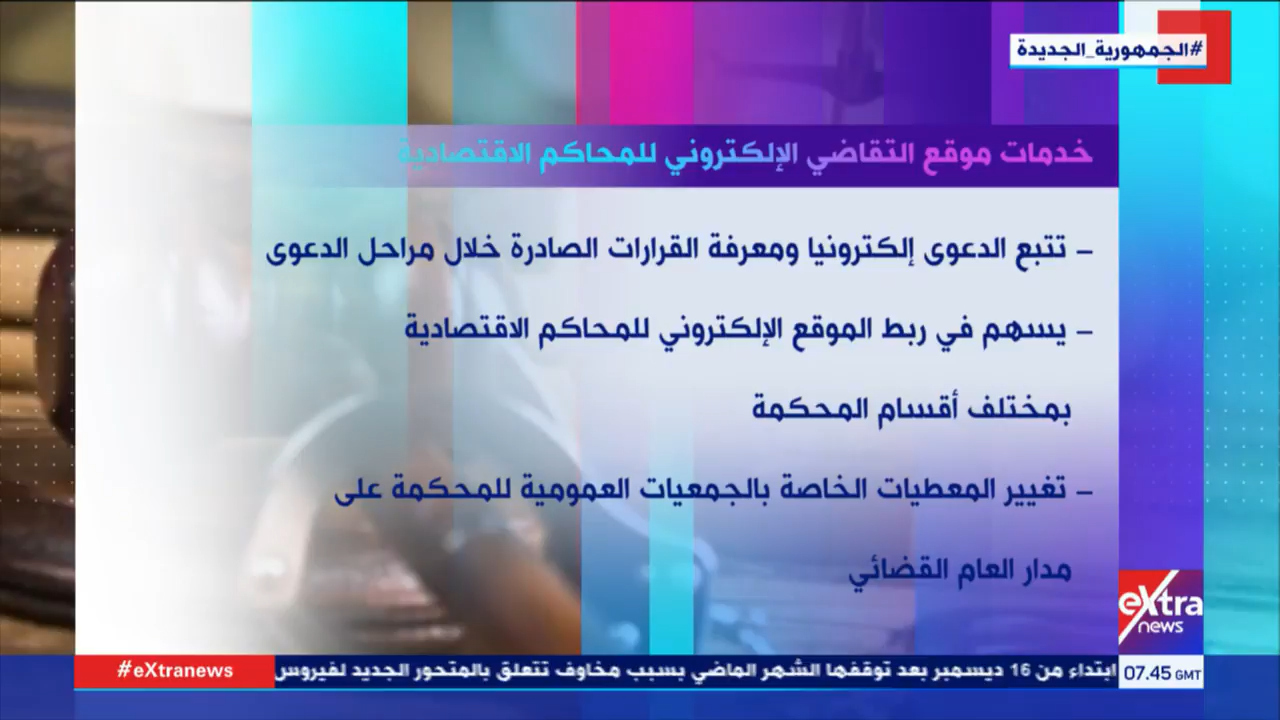 #الجمهورية_الجديدة
خدمات موقع التقاضي الإلكتروني للمحاكم الاقتصادية
- تتبع الدعوى إلكترونيا ومعرفة القرارات الصادرة خلال مراحل الدعوى
- يسهم في ربط الموقع الإلكتروني للمحاكم الاقتصادية
بمختلف أقسام المحكمة
- تغيير المعطيات الخاصة بالجمعيات العمومية للمحكمة على
مدار العام القضائي
eXtra
news
#eXtranews
ابتداء من 16 ديسمبر بعد توقفها الشهر الماضي بسبب مخاوف تتعلق بالمتحور الجديد لفيروس
07.45 GMT